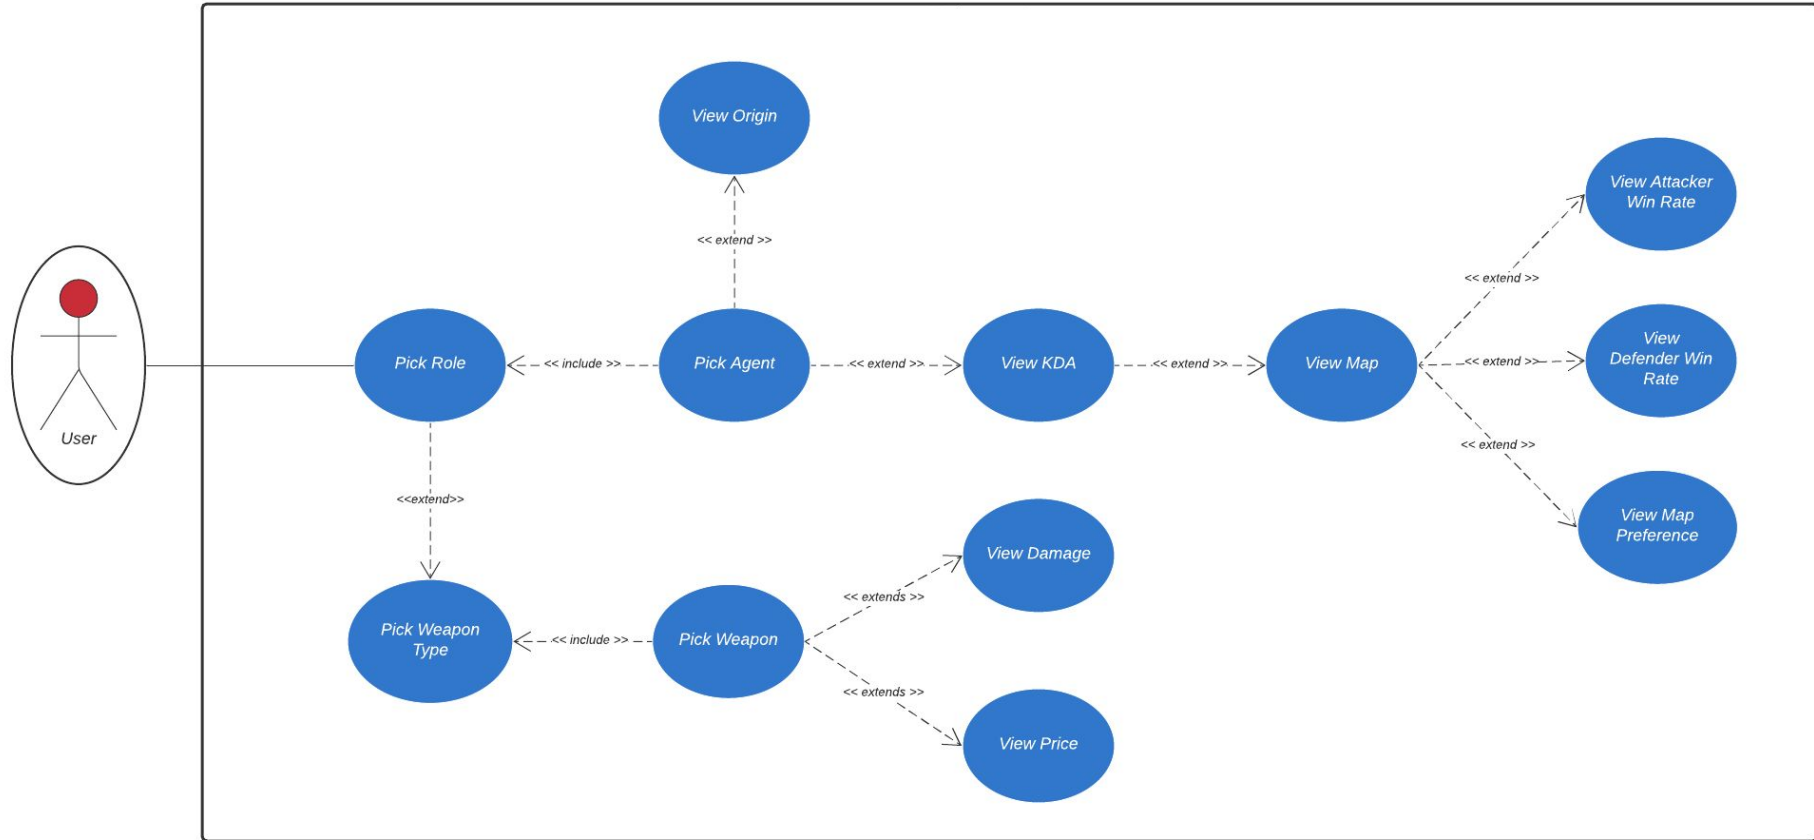 View Origin
View Attacker
Win Rate
<< extend >>
<< extend >>
View
Defender Win
Rate
Pick Role
<< include >>
Pick Agent
<< extend >>
View KDA
<< extend >>
View Map
<< extend >>
User
<< extend >>
<<extend>>
View Map
Preference
View Damage
<< extends >>
Pick Weapon
Type
<< include >>
Pick Weapon
<< extends >>
View Price